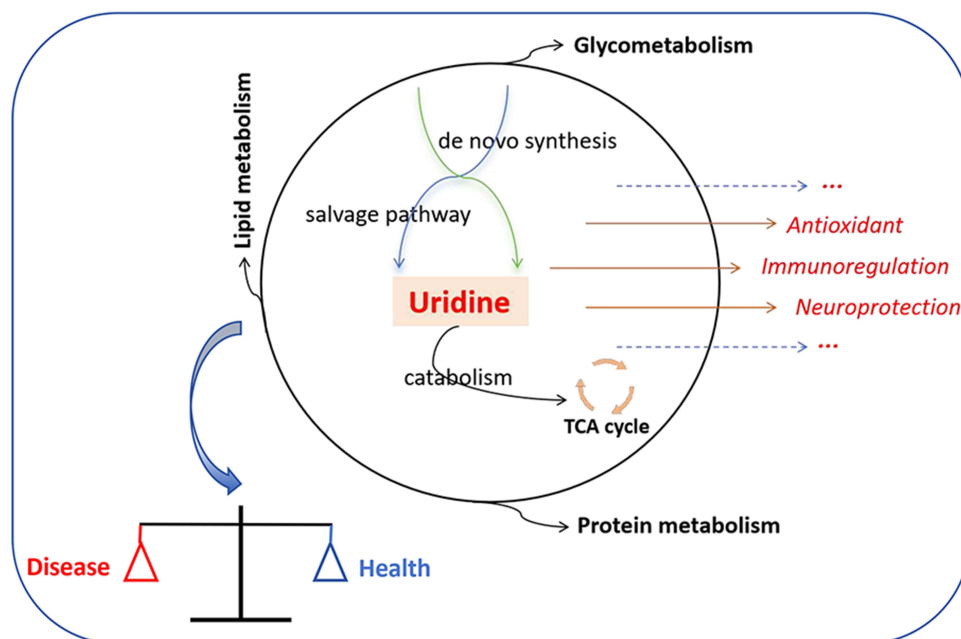 Glycometabolism
Lipid metabolism
de novo synthesis
salvage pathway
...
Antioxidant
Immunoregulation
Uridine
Neuroprotection
...
catabolism
TCA cycle
Protein metabolism
Disease
Health